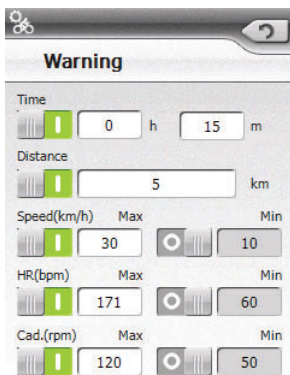 Warning
Time
0 h 15 m
Distance
5 km
Speed(km/h) Max Min
30 10
HR(bpm) Max Min
171 60
Cad.(rpm) Max Min
120 50